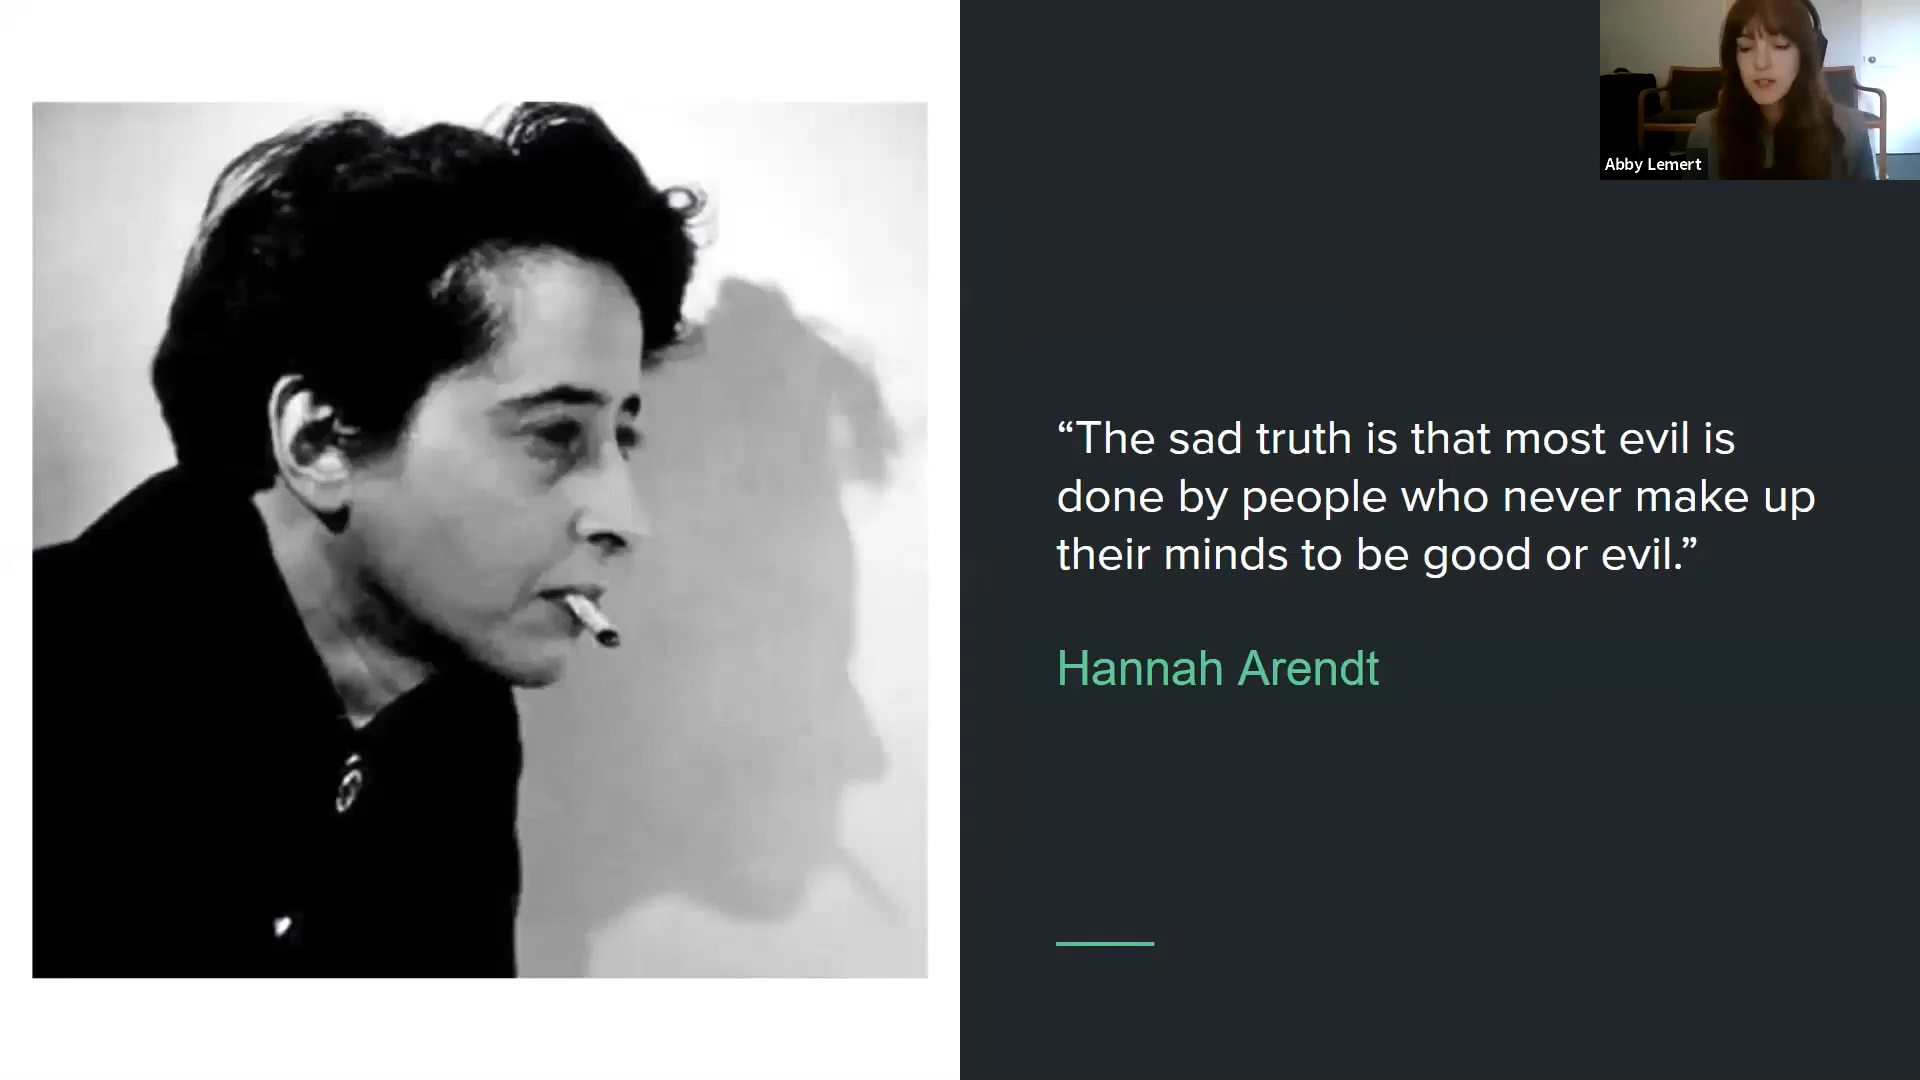 Abby Lemert
“The sad truth is that most evil is
done by people who never make up
their minds to be good or evil.”
Hannah Arendt